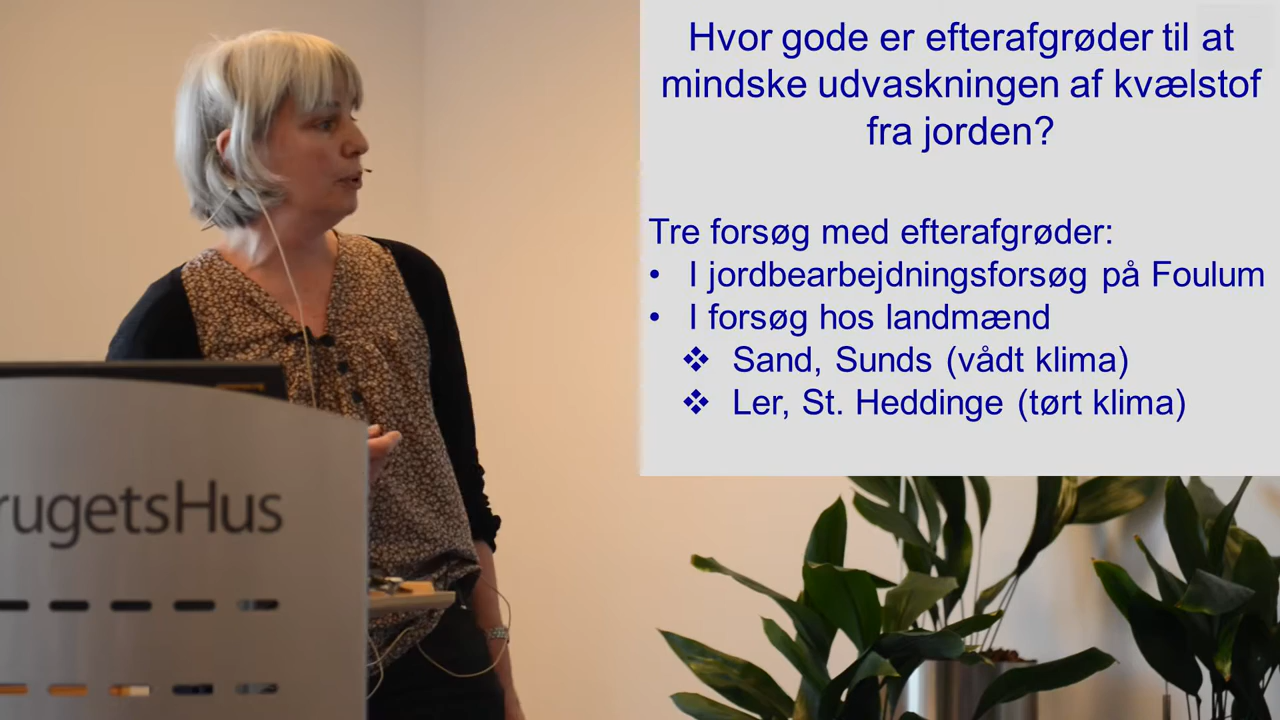 Hvor gode er efterafgrøder til at
mindske udvaskningen af kvælstof
fra jorden?
Tre forsøg med efterafgrøder:
• I jordbearbejdningsforsøg på Foulum
• I forsøg hos landmænd
❖ Sand, Sunds (vådt klima)
❖ Ler, St. Heddinge (tørt klima)
rugetsHus